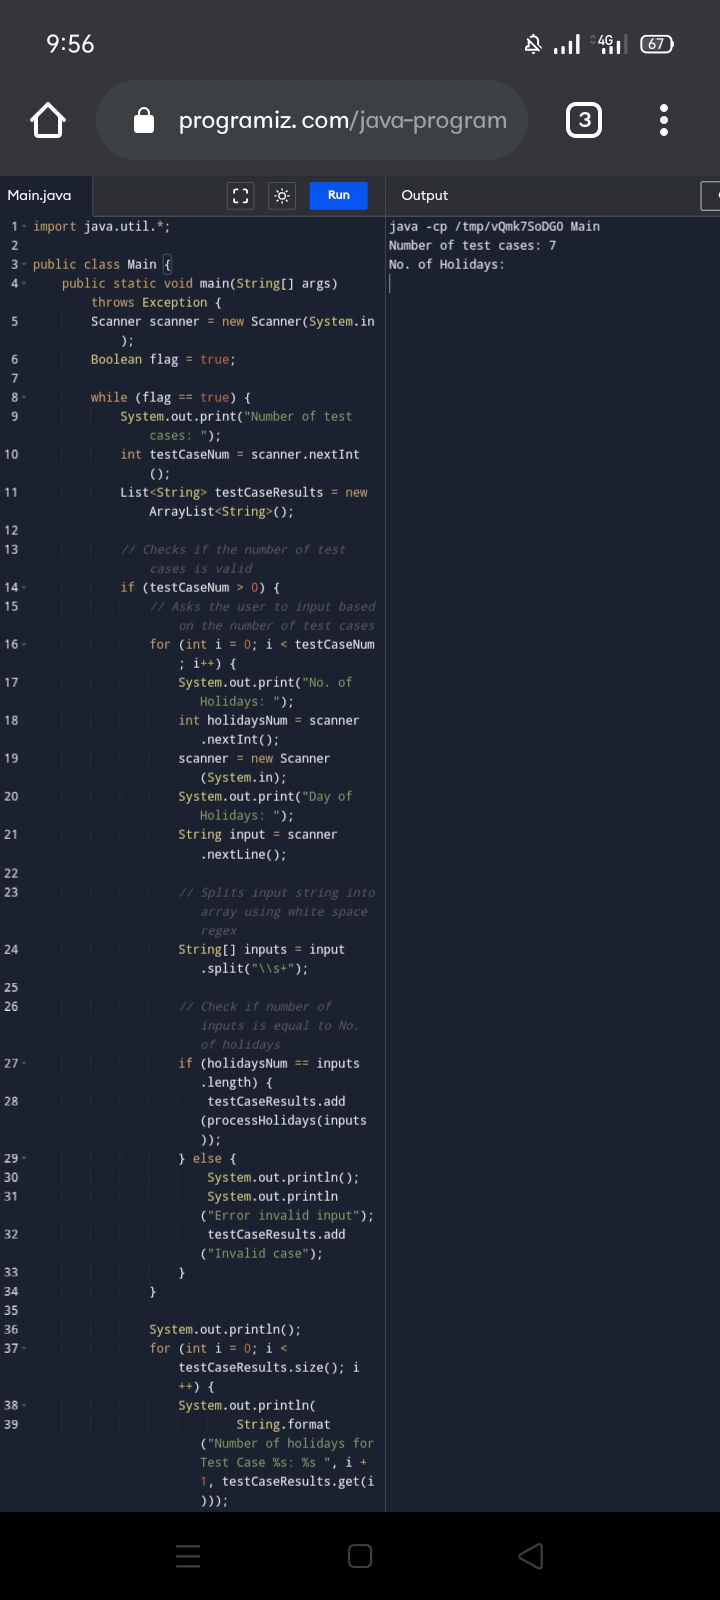 9:56
4G
67
programiz.com/java-program
3
Main.java
Run
Output
1 import java.util.*;
2
3 public class Main {
4 public static void main(String[] args)
throws Exception {
5 Scanner scanner = new Scanner(System.in
);
6 Boolean flag = true;
7
8 while (flag == true) {
9 System.out.print("Number of test
cases: ");
10 int testCaseNum = scanner.nextInt
();
11 List<String> testCaseResults = new
ArrayList<String>();
12
13 // Checks if the number of test
cases is valid
14 if (testCaseNum > 0) {
15 // Asks the user to input based
on the number of test cases
16 for (int i = 0; i < testCaseNum
; i++) {
17 System.out.print("No. of
Holidays: ");
18 int holidaysNum = scanner
.nextInt();
19 scanner = new Scanner
(System.in);
20 System.out.print("Day of
Holidays: ");
21 String input = scanner
.nextLine();
22
23 // Splits input string into
array using white space
regex
24 String[] inputs = input
.split("\\s+");
25
26 // Check if number of
inputs is equal to No.
of holidays
27 if (holidaysNum == inputs
.length) {
28 testCaseResults.add
(processHolidays(inputs
));
29 } else {
30 System.out.println();
31 System.out.println
("Error invalid input");
32 testCaseResults.add
("Invalid case");
33 }
34 }
35
36 System.out.println();
37 for (int i = 0; i <
testCaseResults.size(); i
++) {
38 System.out.println(
39 String.format
("Number of holidays for
Test Case %s: %s ", i +
1, testCaseResults.get(i
)));
java -cp /tmp/vQmk7SoDGO Main
Number of test cases: 7
No. of Holidays: